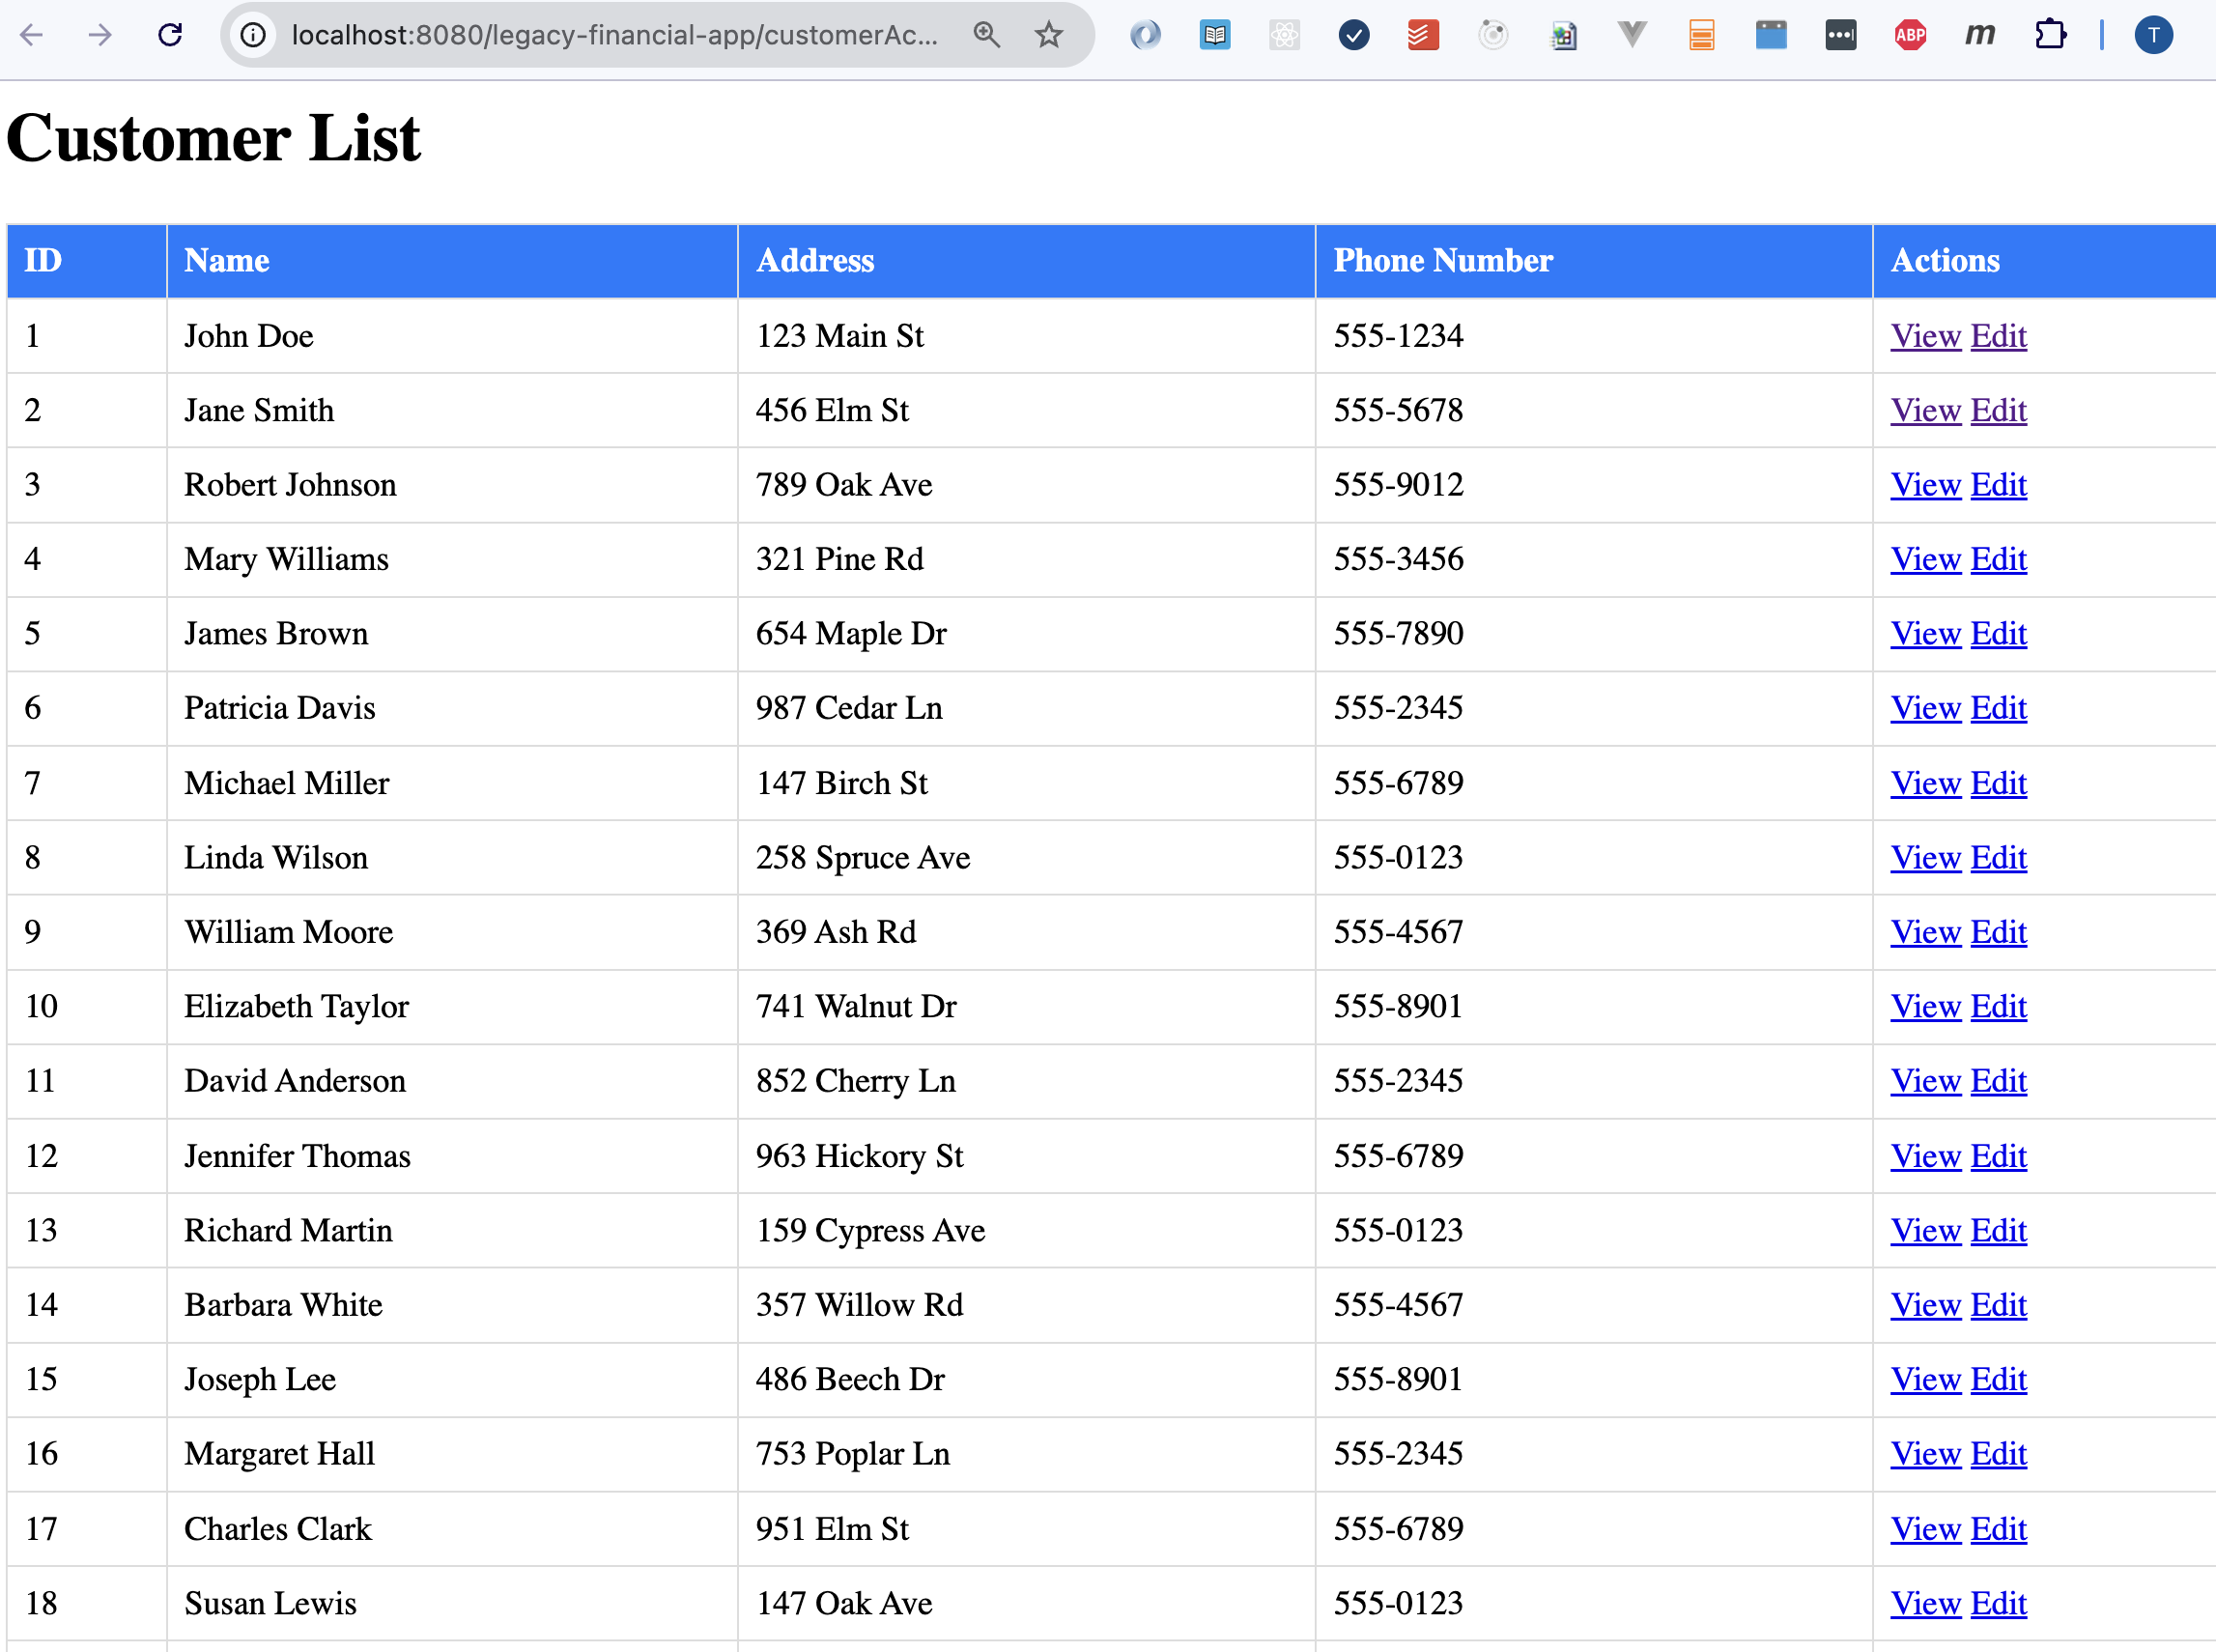 localhost:8080/legacy-financial-app/customerAc...
ABP
m
T
Customer List
ID Name Address Phone Number Actions
1 John Doe 123 Main St 555-1234 View Edit
2 Jane Smith 456 Elm St 555-5678 View Edit
3 Robert Johnson 789 Oak Ave 555-9012 View Edit
4 Mary Williams 321 Pine Rd 555-3456 View Edit
5 James Brown 654 Maple Dr 555-7890 View Edit
6 Patricia Davis 987 Cedar Ln 555-2345 View Edit
7 Michael Miller 147 Birch St 555-6789 View Edit
8 Linda Wilson 258 Spruce Ave 555-0123 View Edit
9 William Moore 369 Ash Rd 555-4567 View Edit
10 Elizabeth Taylor 741 Walnut Dr 555-8901 View Edit
11 David Anderson 852 Cherry Ln 555-2345 View Edit
12 Jennifer Thomas 963 Hickory St 555-6789 View Edit
13 Richard Martin 159 Cypress Ave 555-0123 View Edit
14 Barbara White 357 Willow Rd 555-4567 View Edit
15 Joseph Lee 486 Beech Dr 555-8901 View Edit
16 Margaret Hall 753 Poplar Ln 555-2345 View Edit
17 Charles Clark 951 Elm St 555-6789 View Edit
18 Susan Lewis 147 Oak Ave 555-0123 View Edit